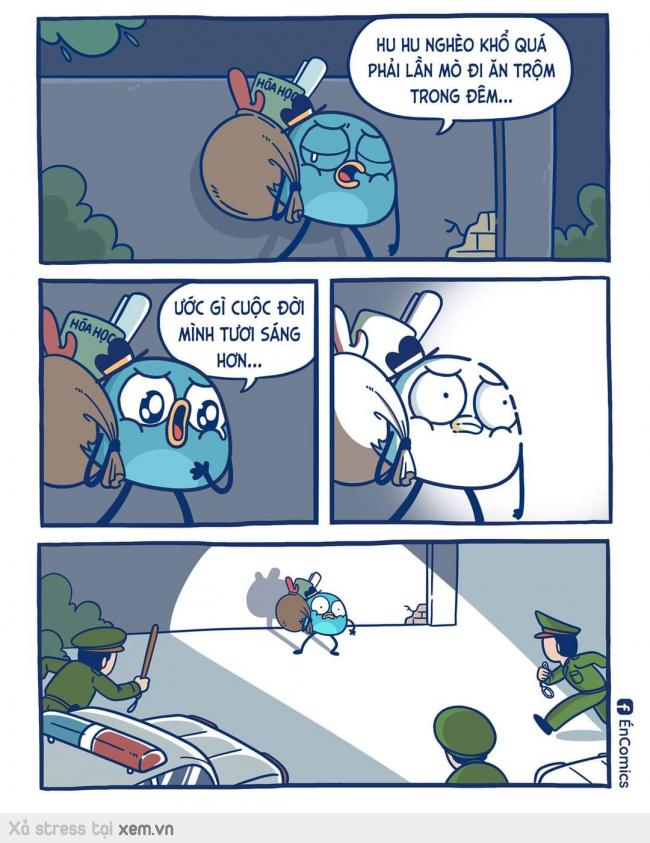 HU HU NGHÈO KHỔ QUÁ
PHẢI LẦN MÒ ĐI ĂN TRỘM
TRONG ĐÊM...
HÓA HỌC
ƯỚC GÌ CUỘC ĐỜI
MÌNH TƯƠI SÁNG
HƠN...
HÓA HỌC
ÉnComics
Xả stress tại xem.vn